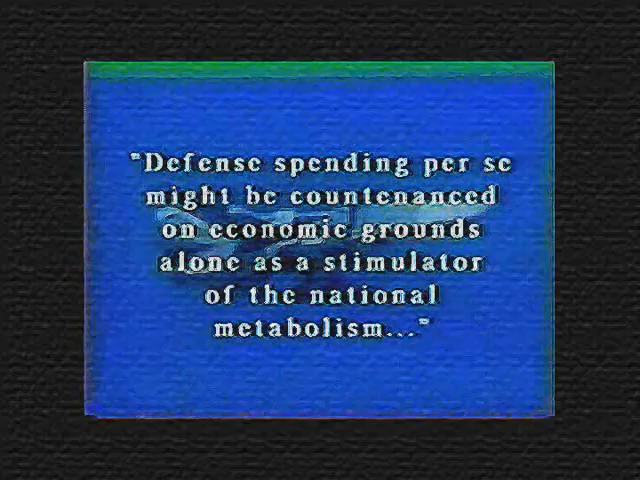 "Defense spending per se
might be countenanced
on economic grounds
alone as a stimulator
of the national
metabolism..."